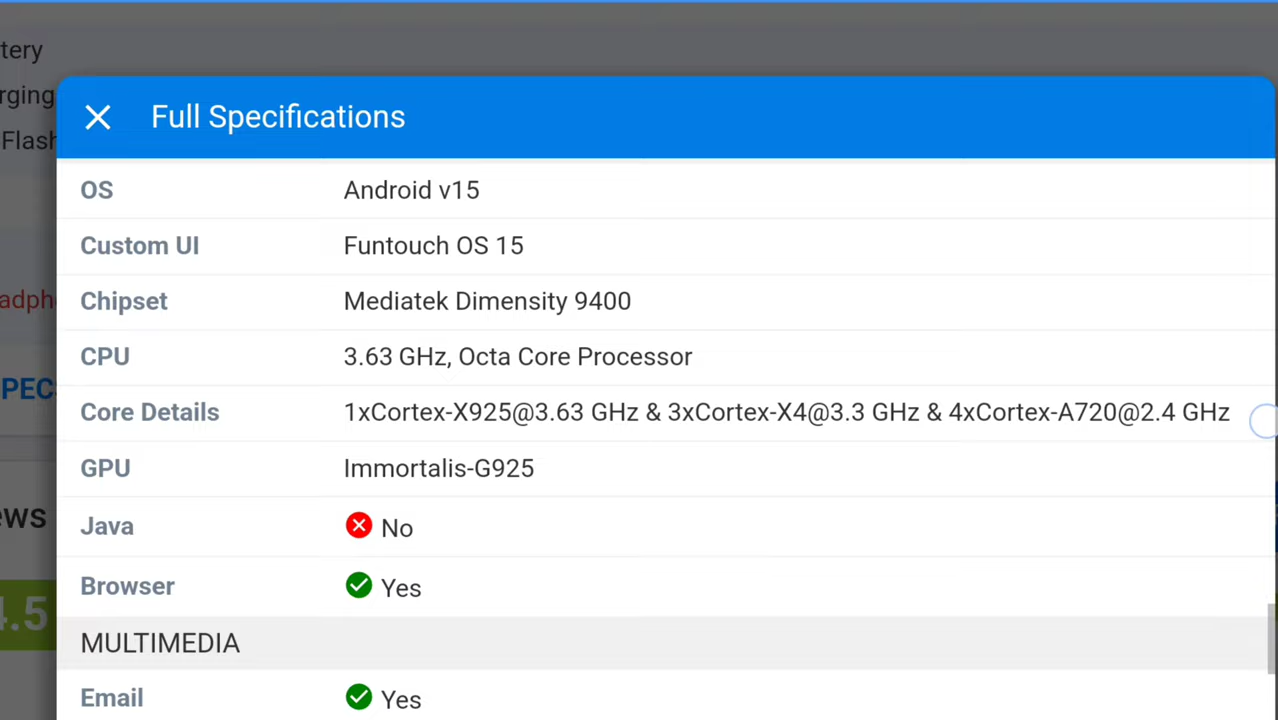 tery
rging
Flash
Full Specifications
OS Android v15
Custom UI Funtouch OS 15
adph
Chipset Mediatek Dimensity 9400
CPU 3.63 GHz, Octa Core Processor
PEC
Core Details 1xCortex-X925@3.63 GHz & 3xCortex-X4@3.3 GHz & 4xCortex-A720@2.4 GHz
GPU Immortalis-G925
ews
Java No
Browser Yes
4.5
MULTIMEDIA
Email Yes